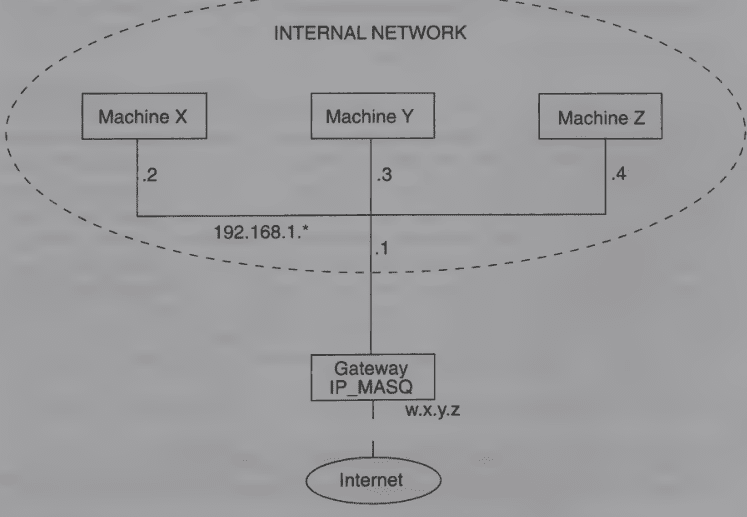 INTERNAL NETWORK
Machine X
Machine Y
Machine Z
.2
.3
.4
192.168.1.*
.1
Gateway
IP_MASQ
w.x.y.z
Internet